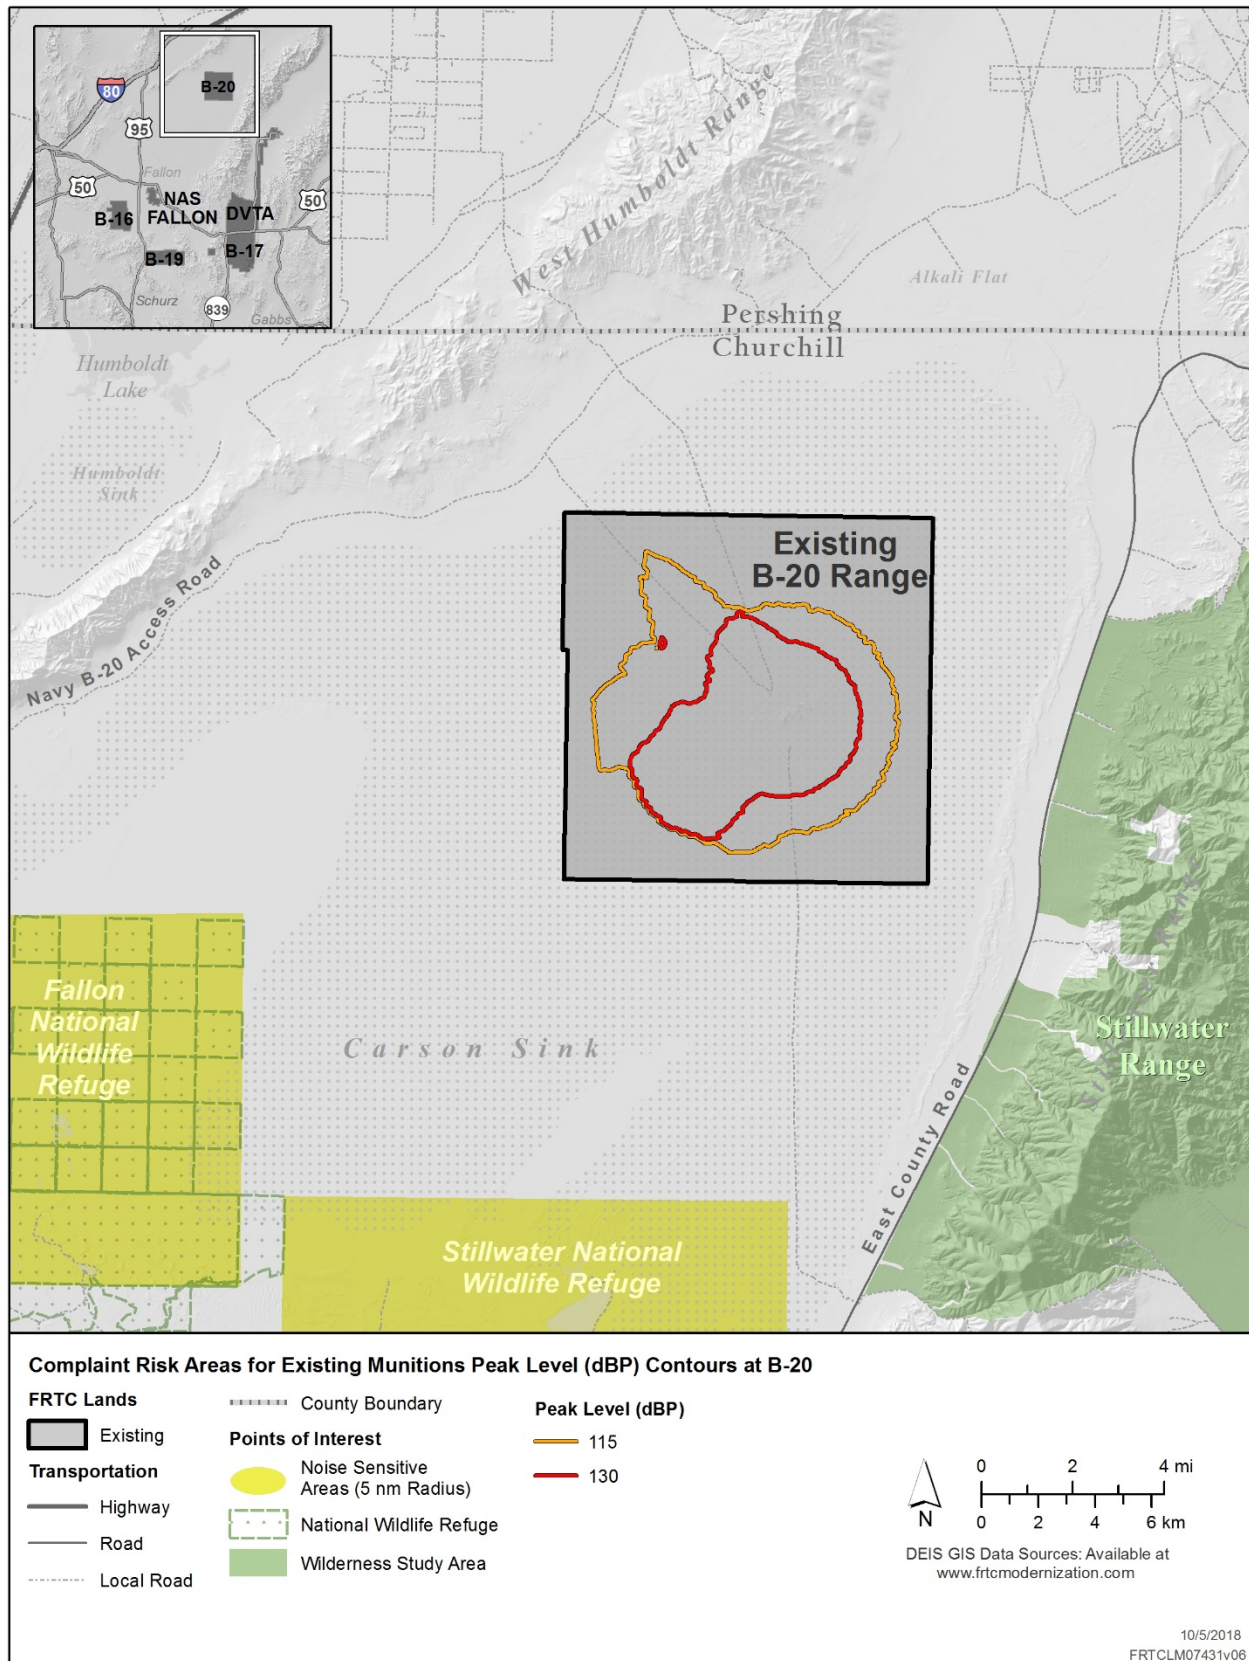 80
95
B-20
Fallon
50
NAS
FALLON
DVTA
50
B-16
B-19
B-17
Schurz
839
Gabbs
West Humboldt Range
Alkali Flat
Pershing
Churchill
Humboldt
Lake
Humboldt
Sink
Navy B-20 Access Road
Existing
B-20 Range
Fallon
National
Wildlife
Refuge
Carson Sink
Stillwater
Range
East County Road
Stillwater National
Wildlife Refuge
Complaint Risk Areas for Existing Munitions Peak Level (dBP) Contours at B-20
FRTC Lands
Existing
Transportation
Highway
Road
Local Road
County Boundary
Points of Interest
Noise Sensitive
Areas (5 nm Radius)
National Wildlife Refuge
Wilderness Study Area
Peak Level (dBP)
115
130
N
0 2 4 mi
0 2 4 6 km
DEIS GIS Data Sources: Available at
www.frtcmodernization.com
10/5/2018
FRTCLM07431v06